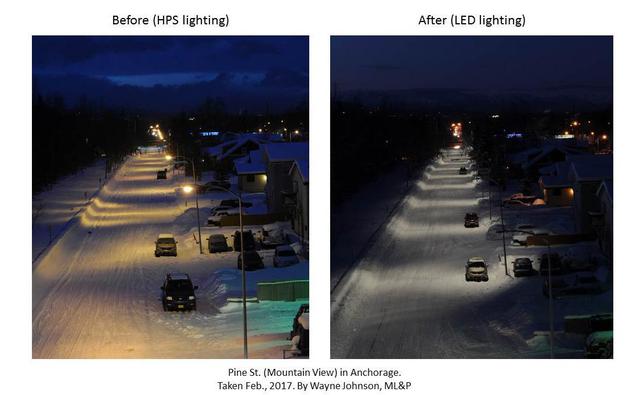 Before (HPS lighting)
After (LED lighting)
Pine St. (Mountain View) in Anchorage.
Taken Feb., 2017. By Wayne Johnson, ML&P